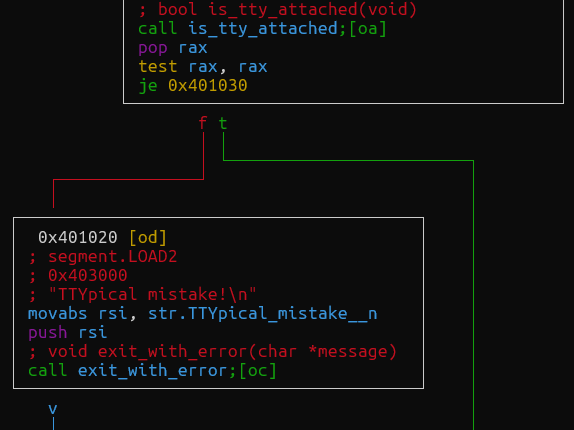 ; bool is_tty_attached(void)
call is_tty_attached;[oa]
pop rax
test rax, rax
je 0x401030
f t
0x401020 [od]
; segment.LOAD2
; 0x403000
; "TTYpical mistake!\n"
movabs rsi, str.TTYpical_mistake__n
push rsi
; void exit_with_error(char *message)
call exit_with_error;[oc]
v